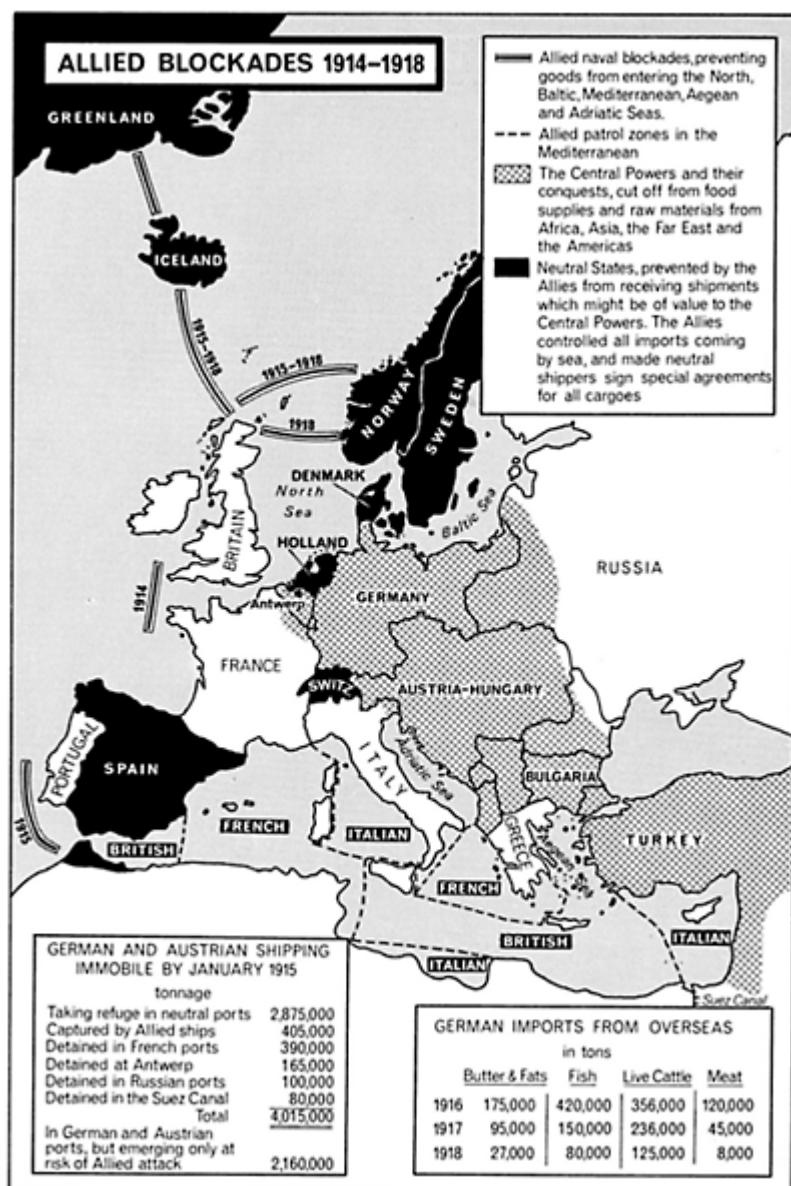 ALLIED BLOCKADES 1914–1918
Allied naval blockades, preventing
goods from entering the North,
Baltic, Mediterranean, Aegean
and Adriatic Seas.
Allied patrol zones in the
Mediterranean
The Central Powers and their
conquests, cut off from food
supplies and raw materials from
Africa, Asia, the Far East and
the Americas
Neutral States, prevented by the
Allies from receiving shipments
which might be of value to the
Central Powers. The Allies
controlled all imports coming
by sea, and made neutral
shippers sign special agreements
for all cargoes
GREENLAND
ICELAND
1915–1918
1915–1918
1918
NORWAY
SWEDEN
DENMARK
North
Sea
Baltic Sea
HOLLAND
BRITAIN
1914
Antwerp
GERMANY
RUSSIA
FRANCE
SWITZ
AUSTRIA-HUNGARY
PORTUGAL
SPAIN
ITALY
Adriatic Sea
BULGARIA
GREECE
Aegean Sea
TURKEY
1915
BRITISH
FRENCH
ITALIAN
FRENCH
BRITISH
ITALIAN
ITALIAN
Suez Canal
GERMAN AND AUSTRIAN SHIPPING
IMMOBILE BY JANUARY 1915
tonnage
Taking refuge in neutral ports 2,875,000
Captured by Allied ships 405,000
Detained in French ports 390,000
Detained at Antwerp 165,000
Detained in Russian ports 100,000
Detained in the Suez Canal 80,000
Total 4,015,000
In German and Austrian
ports, but emerging only at
risk of Allied attack 2,160,000
GERMAN IMPORTS FROM OVERSEAS
in tons
Butter & Fats Fish Live Cattle Meat
1916 175,000 420,000 356,000 120,000
1917 95,000 150,000 236,000 45,000
1918 27,000 80,000 125,000 8,000